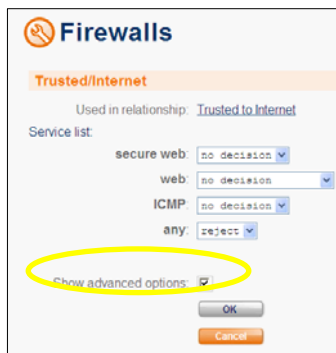 Firewalls
Trusted/Internet
Used in relationship: Trusted to Internet
Service list:
secure web: no decision
web: no decision
ICMP: no decision
any: reject
Show advanced options:
OK
Cancel